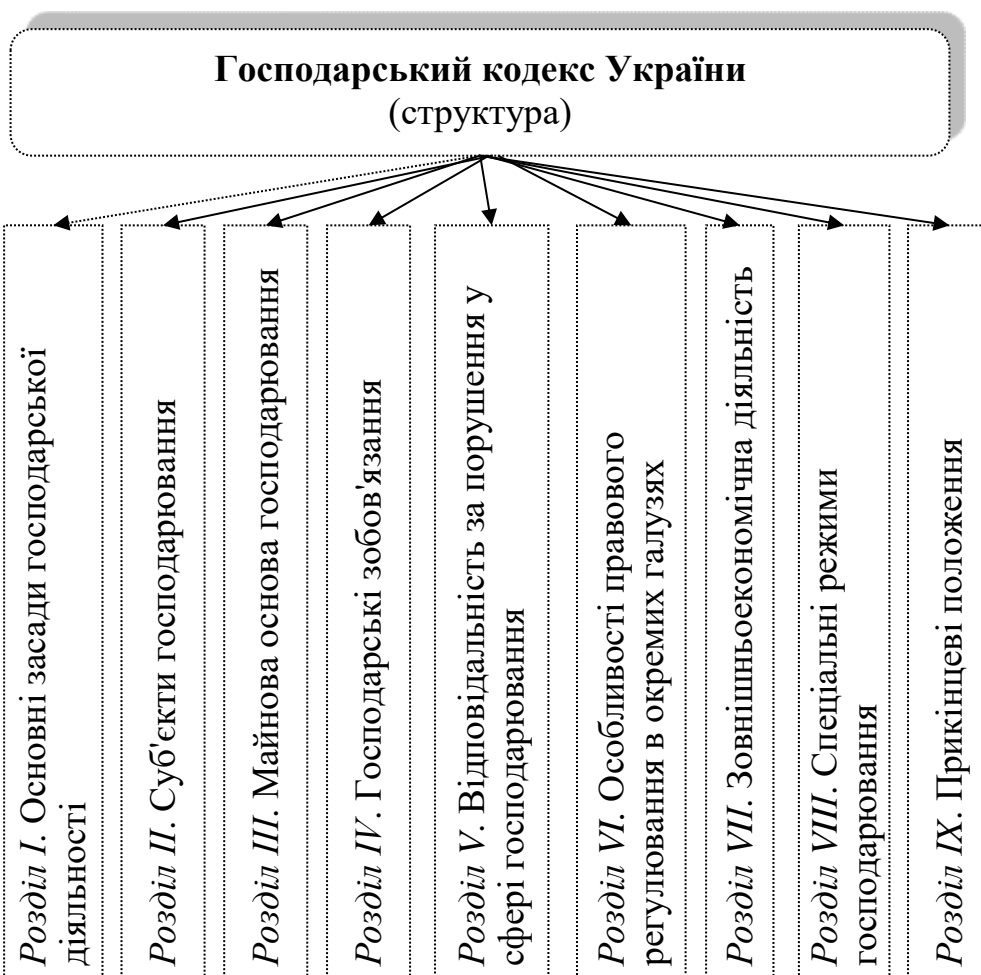 Господарський кодекс України
(структура)
Розділ I. Основні засади господарської
діяльності
Розділ II. Суб'єкти господарювання
Розділ III. Майнова основа господарювання
Розділ IV. Господарські зобов'язання
Розділ V. Відповідальність за порушення у
сфері господарювання
Розділ VI. Особливості правового
регулювання в окремих галузях
Розділ VII. Зовнішньоекономічна діяльність
Розділ VIII. Спеціальні режими
господарювання
Розділ IX. Прикінцеві положення